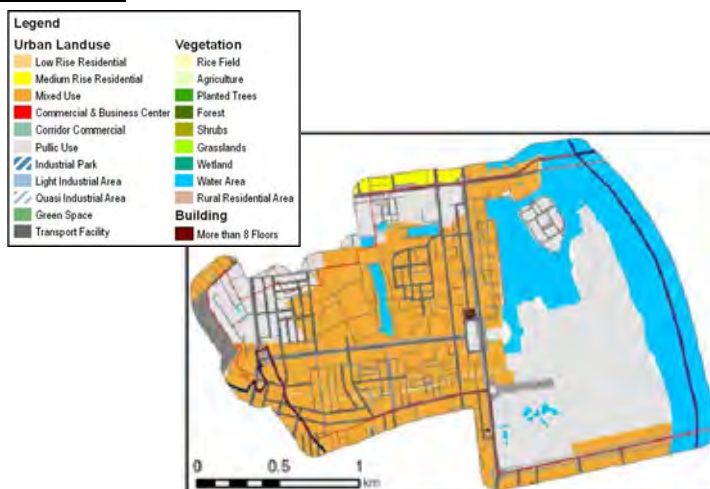 Legend
Urban Landuse
Low Rise Residential
Medium Rise Residential
Mixed Use
Commercial & Business Center
Corridor Commercial
Pullic Use
Industrial Park
Light Industrial Area
Quasi Industrial Area
Green Space
Transport Facility
Vegetation
Rice Field
Agriculture
Planted Trees
Forest
Shrubs
Grasslands
Wetland
Water Area
Rural Residential Area
Building
More than 8 Floors
0 0.5 1
km